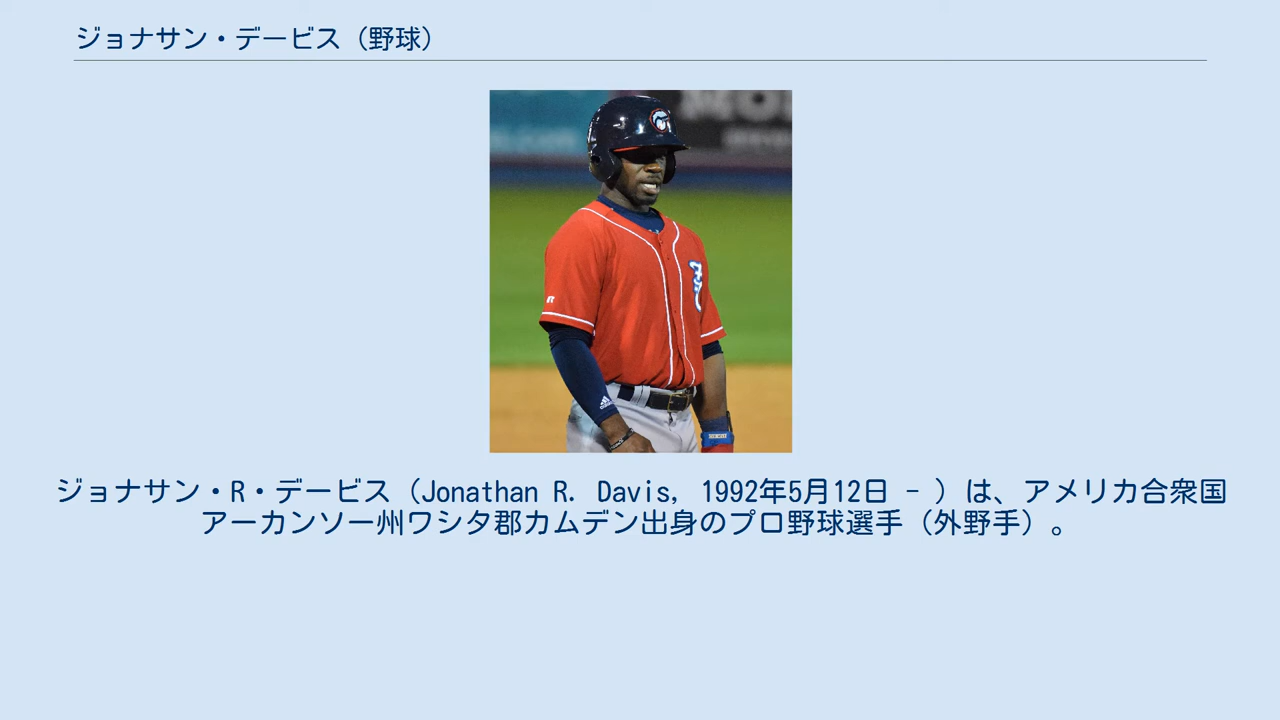 ジョナサン・デービス（野球）
ジョナサン・R・デービス（Jonathan R. Davis, 1992年5月12日 - ）は、アメリカ合衆国
アーカンソー州ワシタ郡カムデン出身のプロ野球選手（外野手）。